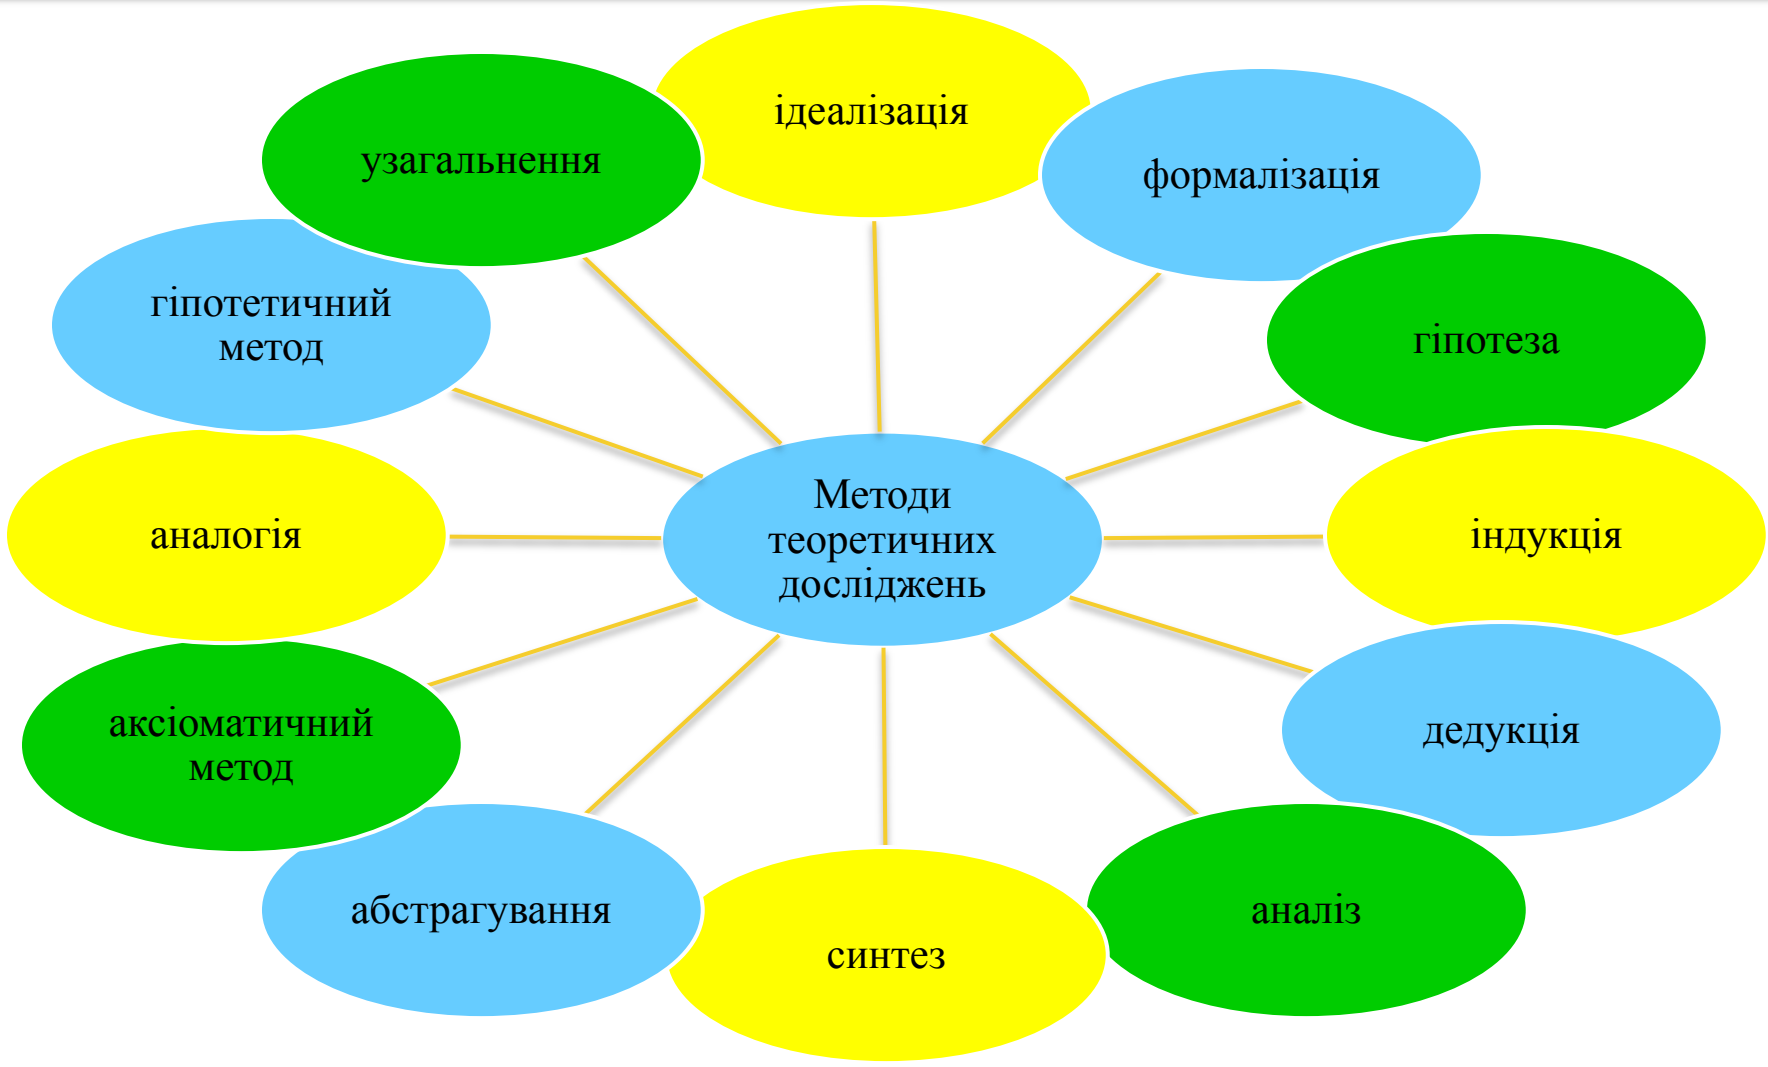 ідеалізація
формалізація
гіпотеза
індукція
дедукція
аналіз
синтез
абстрагування
аксіоматичний
метод
аналогія
гіпотетичний
метод
узагальнення
Методи
теоретичних
досліджень